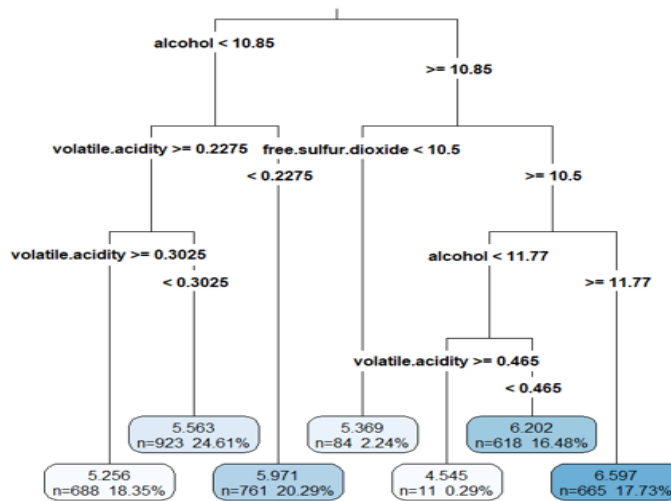 alcohol < 10.85
>= 10.85
volatile.acidity >= 0.2275
free.sulfur.dioxide < 10.5
< 0.2275
>= 10.5
volatile.acidity >= 0.3025
alcohol < 11.77
< 0.3025
>= 11.77
volatile.acidity >= 0.465
< 0.465
5.563
n=923 24.61%
5.369
n=84 2.24%
6.202
n=618 16.48%
5.256
n=688 18.35%
5.971
n=761 20.29%
4.545
n=11 0.29%
6.597
n=665 17.73%